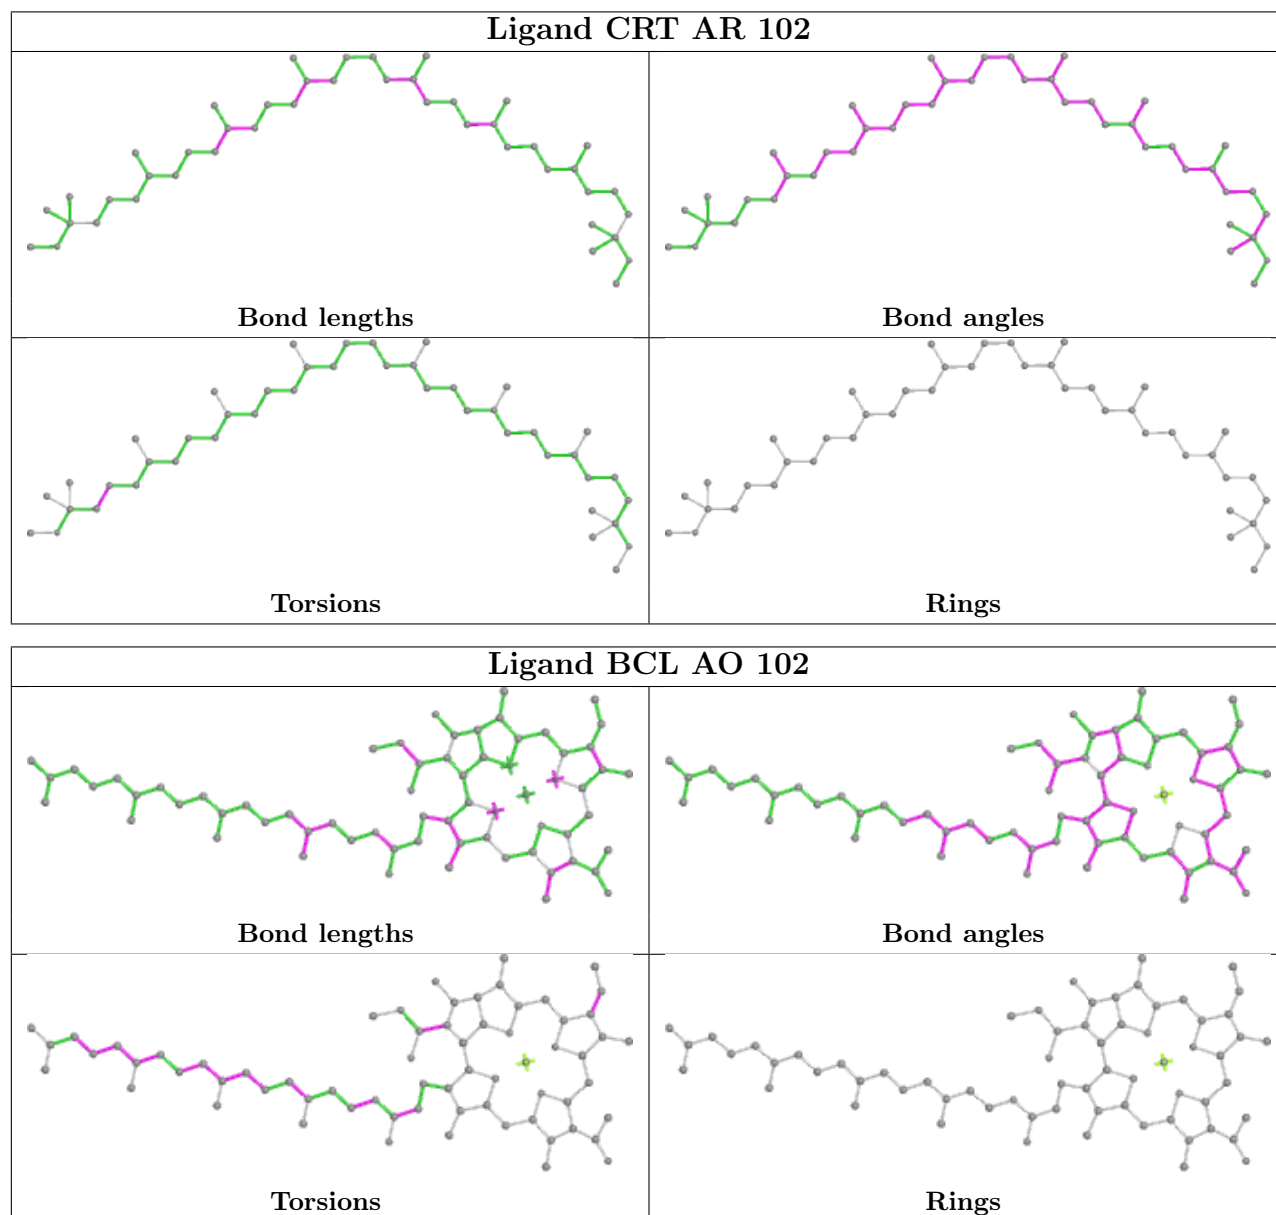 Ligand CRT AR 102
Bond lengths
Bond angles
Torsions
Rings
Ligand BCL AO 102
Bond lengths
Bond angles
Torsions
Rings